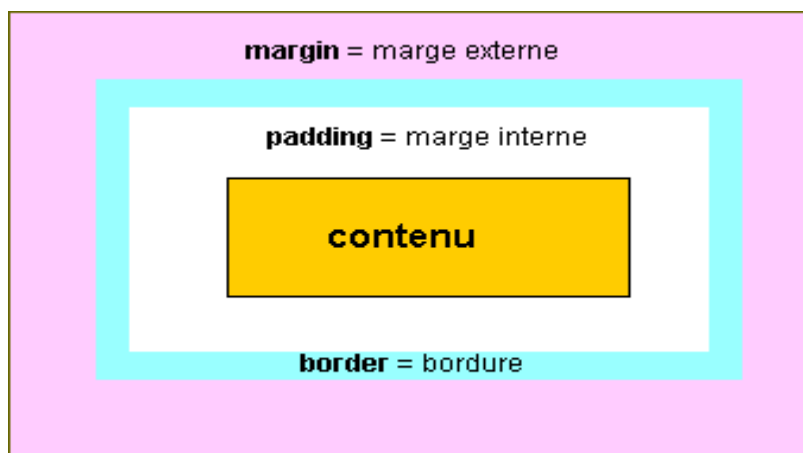 margin = marge externe
padding = marge interne
contenu
border = bordure